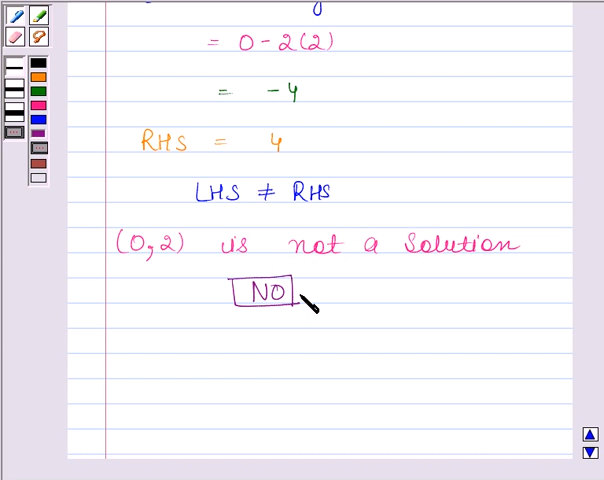 = 0 - 2(2)
= -4
RHS = 4
LHS ≠ RHS
(0,2) is not a solution
NO